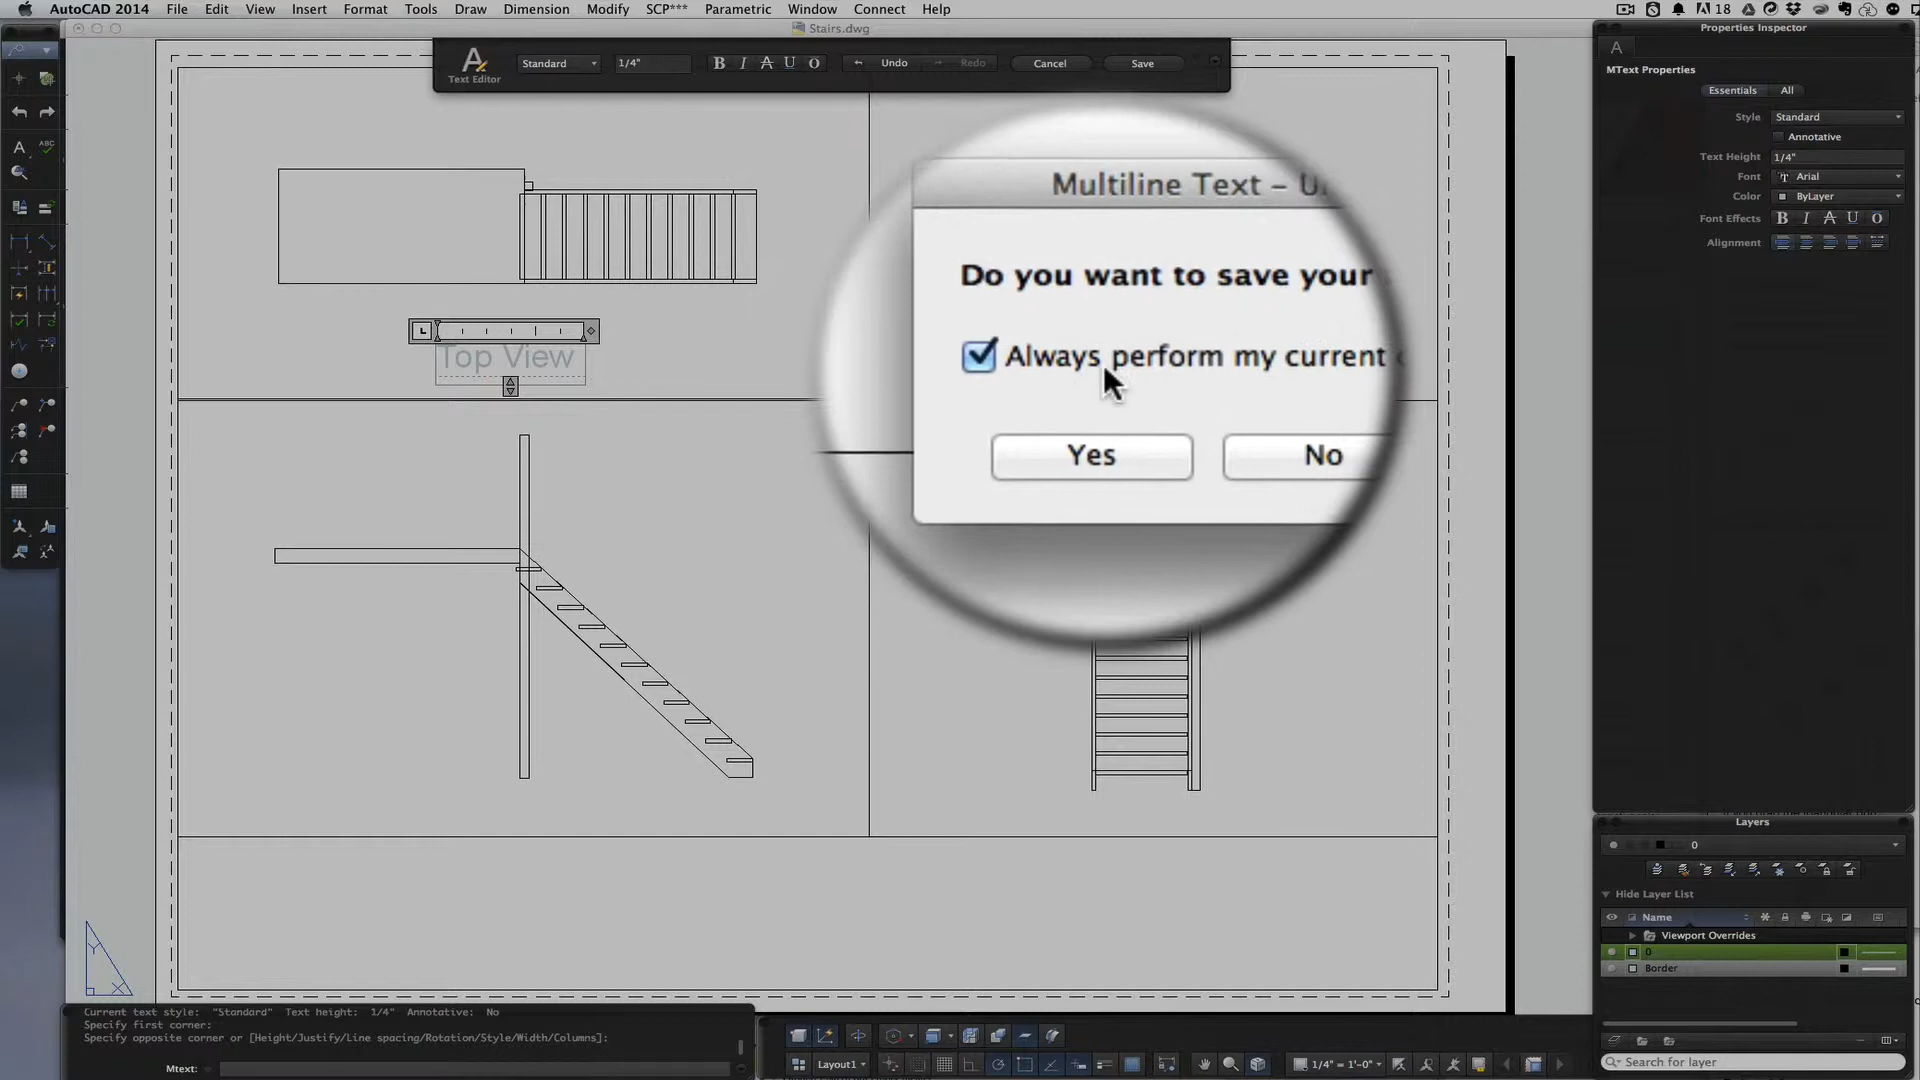 AutoCAD 2014 File Edit View Insert Format Tools Draw Dimension Modify SCP*** Parametric Window Connect Help
18
Stairs.dwg
Text Editor
Standard
1/4"
B I A U O
Undo
Redo
Cancel
Save
Multiline Text –
Do you want to save your
Always perform my current
Yes
No
Top View
Properties Inspector
MText Properties
Essentials All
Style Standard
Annotative
Text Height 1/4"
Font Arial
Color ByLayer
Font Effects B I A U O
Alignment
Layers
0
Hide Layer List
Name
Viewport Overrides
0
Border
Search for layer
Y
X
Current text style: "Standard" Text height: 1/4" Annotative: No
Specify first corner:
Specify opposite corner or [Height/Justify/Line spacing/Rotation/Style/Width/Columns]:
Mtext:
Layout1
1/4" = 1'-0"